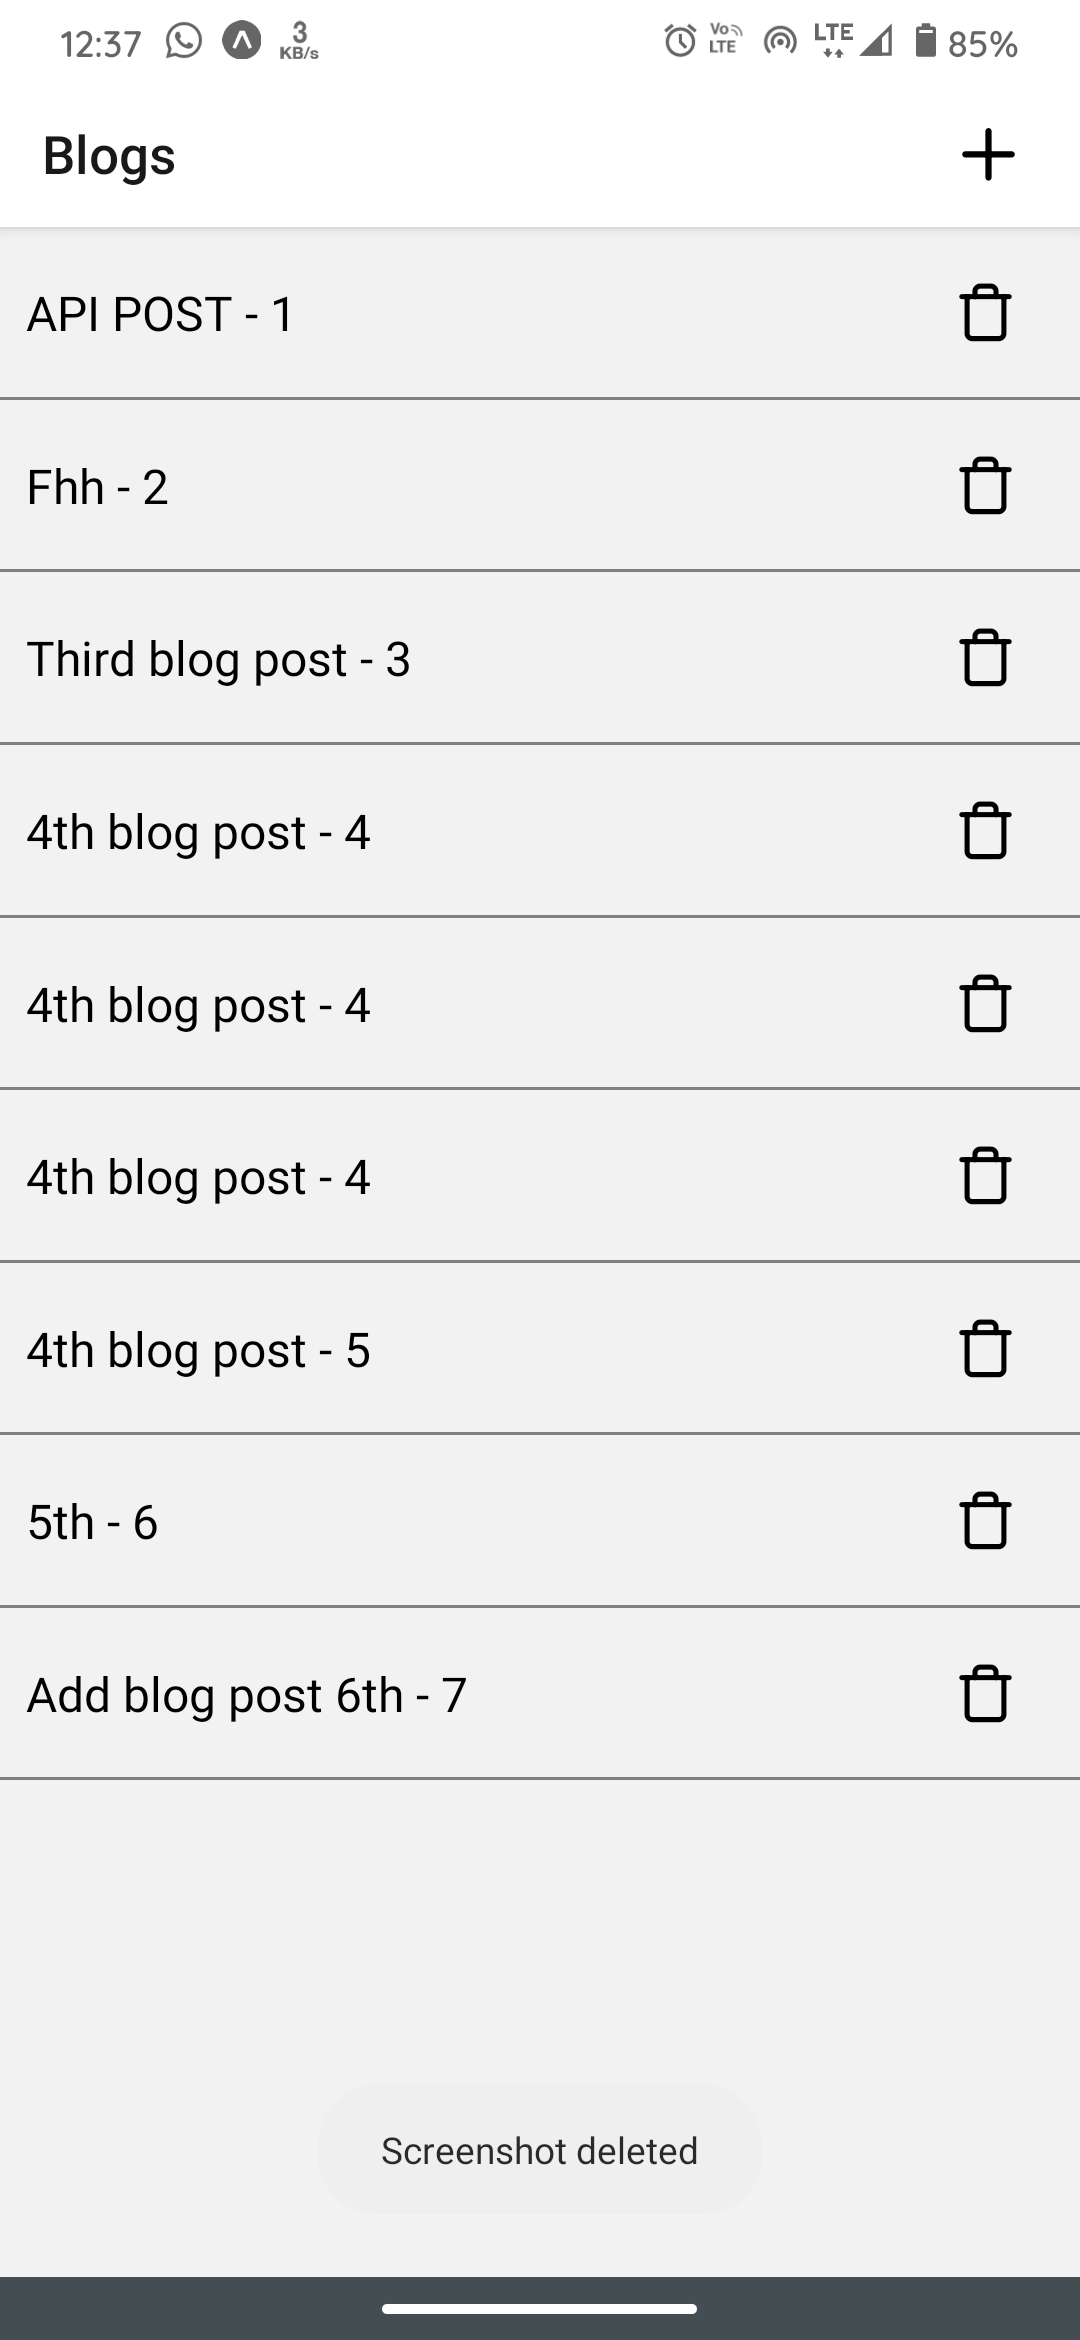 12:37 3 KB/s Vo LTE LTE 85%
Blogs
API POST - 1
Fhh - 2
Third blog post - 3
4th blog post - 4
4th blog post - 4
4th blog post - 4
4th blog post - 5
5th - 6
Add blog post 6th - 7
Screenshot deleted